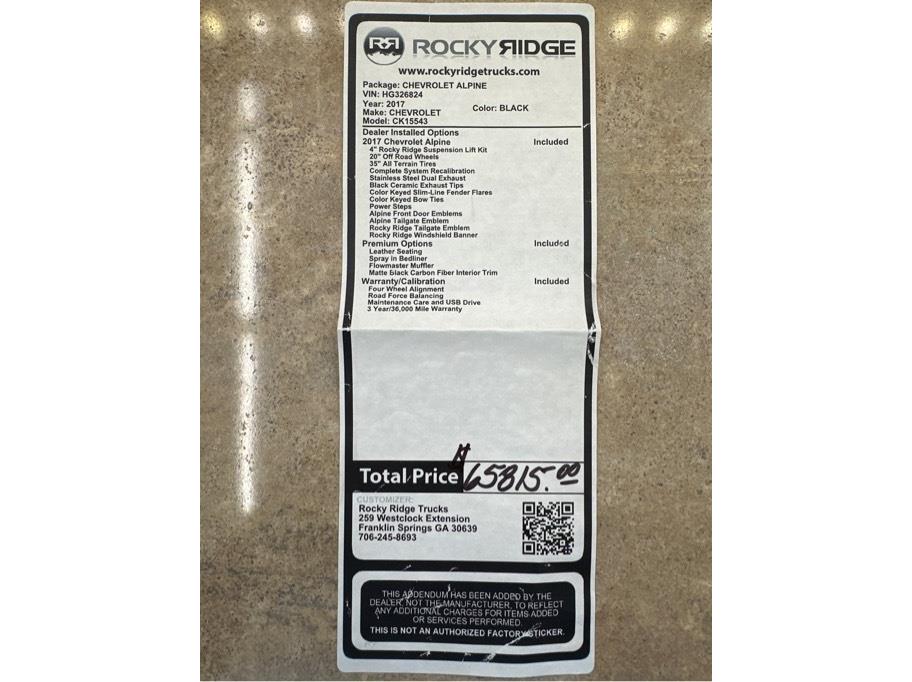 RR ROCKYRIDGE
www.rockyridgetrucks.com
Package: CHEVROLET ALPINE
VIN: HG326824
Year: 2017
Color: BLACK
Make: CHEVROLET
Model: CK15543
Dealer Installed Options
2017 Chevrolet Alpine Included
4" Rocky Ridge Suspension Lift Kit
20" Off Road Wheels
35" All Terrain Tires
Complete System Recalibration
Stainless Steel Dual Exhaust
Black Ceramic Exhaust Tips
Color Keyed Slim-Line Fender Flares
Color Keyed Bow Ties
Power Steps
Alpine Front Door Emblems
Alpine Tailgate Emblem
Rocky Ridge Tailgate Emblem
Rocky Ridge Windshield Banner
Premium Options Included
Leather Seating
Spray in Bedliner
Flowmaster Muffler
Matte Black Carbon Fiber Interior Trim
Warranty/Calibration Included
Four Wheel Alignment
Road Force Balancing
Maintenance Care and USB Drive
3 Year/36,000 Mile Warranty
Total Price $65815.00
CUSTOMIZER:
Rocky Ridge Trucks
259 Westclock Extension
Franklin Springs GA 30639
706-245-8693
THIS ADDENDUM HAS BEEN ADDED BY THE
DEALER, NOT THE MANUFACTURER, TO REFLECT
ANY ADDITIONAL CHARGES FOR ITEMS ADDED
OR SERVICES PERFORMED.
THIS IS NOT AN AUTHORIZED FACTORY STICKER.